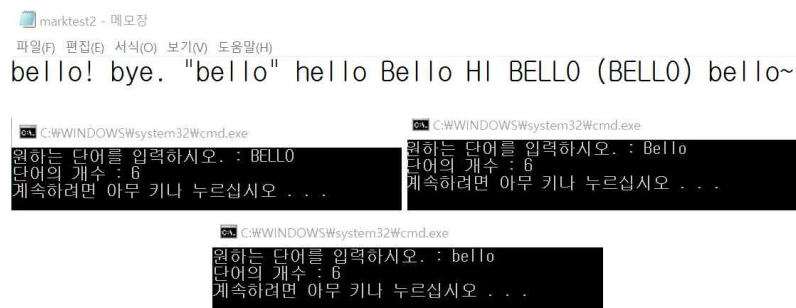 marktest2 - 메모장
파일(F) 편집(E) 서식(O) 보기(V) 도움말(H)
bello! bye. "bello" hello Bello HI BELLO (BELLO) bello~
C:₩WINDOWS₩system32₩cmd.exe
원하는 단어를 입력하시오. : BELLO
단어의 개수 : 6
계속하려면 아무 키나 누르십시오 . . .
C:₩WINDOWS₩system32₩cmd.exe
원하는 단어를 입력하시오. : Bello
단어의 개수 : 6
계속하려면 아무 키나 누르십시오 . . .
C:₩WINDOWS₩system32₩cmd.exe
원하는 단어를 입력하시오. : bello
단어의 개수 : 6
계속하려면 아무 키나 누르십시오 . . .